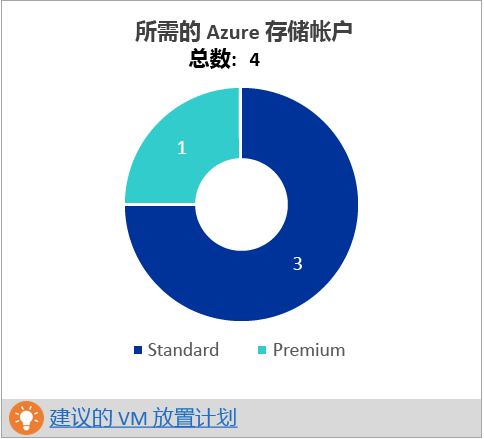 所需的 Azure 存储帐户
总数: 4
1
3
Standard
Premium
建议的 VM 放置计划